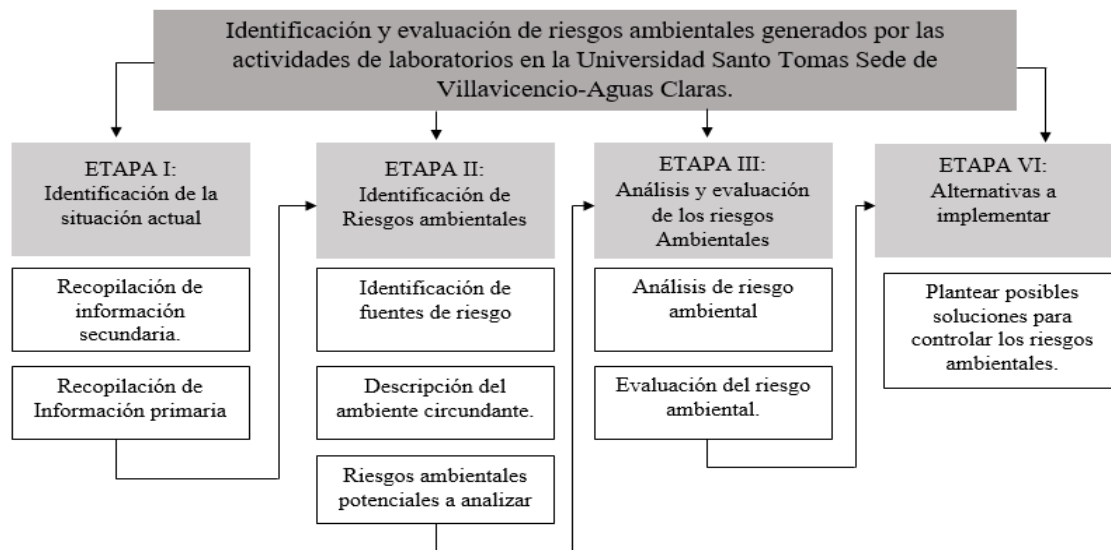 Identificación y evaluación de riesgos ambientales generados por las
actividades de laboratorios en la Universidad Santo Tomas Sede de
Villavicencio-Aguas Claras.
ETAPA I:
Identificación de la
situación actual
Recopilación de
información
secundaria.
Recopilación de
Información primaria
ETAPA II:
Identificación de
Riesgos ambientales
Identificación de
fuentes de riesgo
Descripción del
ambiente circundante.
Riesgos ambientales
potenciales a analizar
ETAPA III:
Análisis y evaluación
de los riesgos
Ambientales
Análisis de riesgo
ambiental
Evaluación del riesgo
ambiental.
ETAPA VI:
Alternativas a
implementar
Plantear posibles
soluciones para
controlar los riesgos
ambientales.